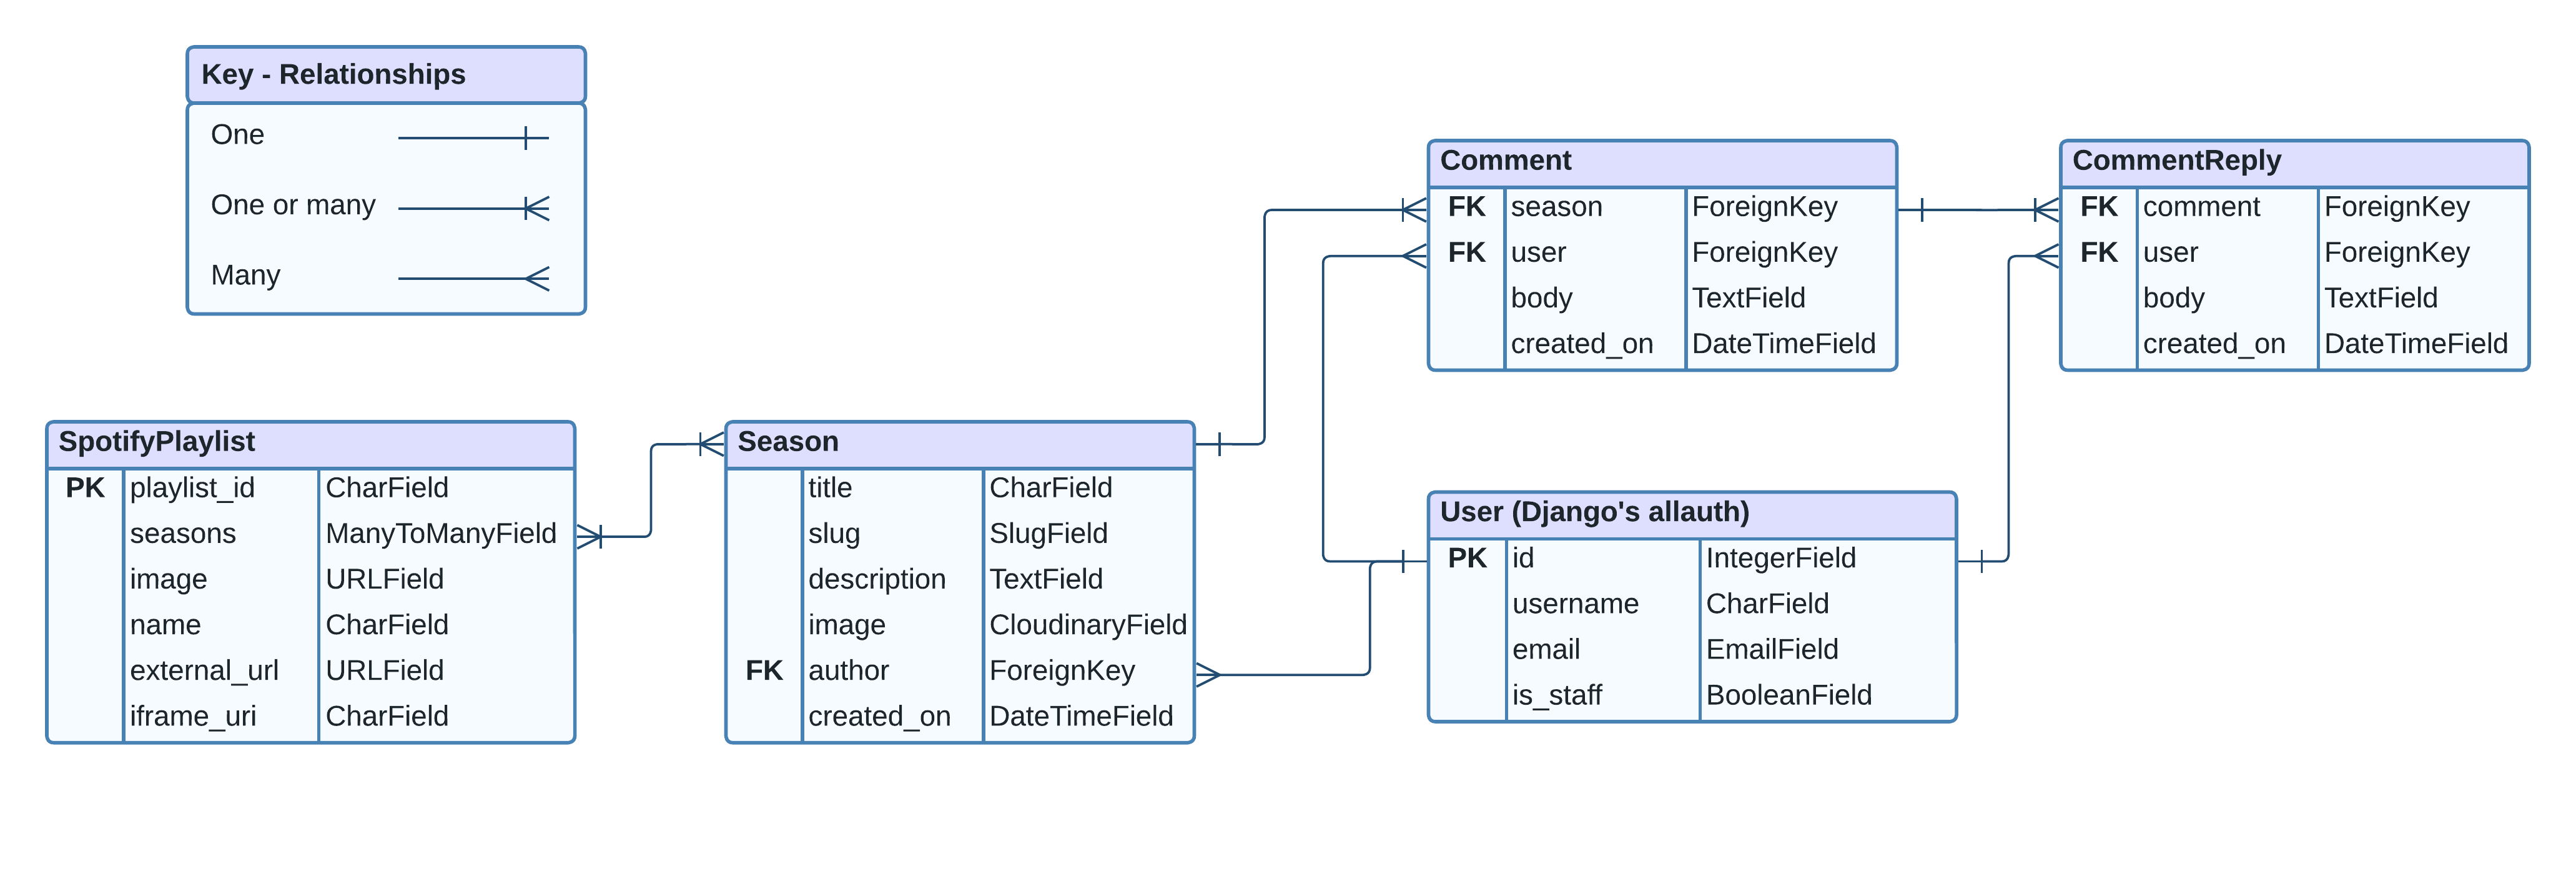 Key - Relationships
One
One or many
Many
Comment
FK season ForeignKey
FK user ForeignKey
body TextField
created_on DateTimeField
CommentReply
FK comment ForeignKey
FK user ForeignKey
body TextField
created_on DateTimeField
SpotifyPlaylist
PK playlist_id CharField
seasons ManyToManyField
image URLField
name CharField
external_url URLField
iframe_uri CharField
Season
title CharField
slug SlugField
description TextField
image CloudinaryField
FK author ForeignKey
created_on DateTimeField
User (Django's allauth)
PK id IntegerField
username CharField
email EmailField
is_staff BooleanField